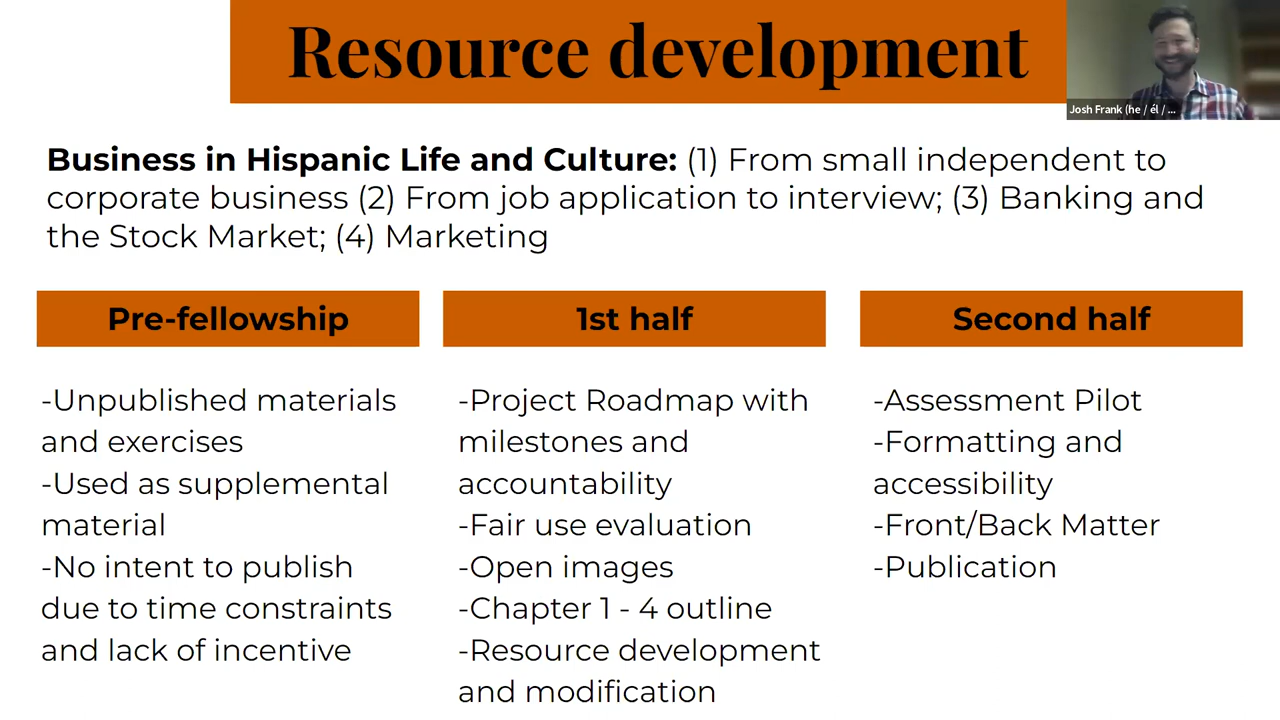 Resource development
Josh Frank (he / él / ...
Business in Hispanic Life and Culture: (1) From small independent to
corporate business (2) From job application to interview; (3) Banking and
the Stock Market; (4) Marketing
Pre-fellowship
-Unpublished materials
and exercises
-Used as supplemental
material
-No intent to publish
due to time constraints
and lack of incentive
1st half
-Project Roadmap with
milestones and
accountability
-Fair use evaluation
-Open images
-Chapter 1 - 4 outline
-Resource development
and modification
Second half
-Assessment Pilot
-Formatting and
accessibility
-Front/Back Matter
-Publication